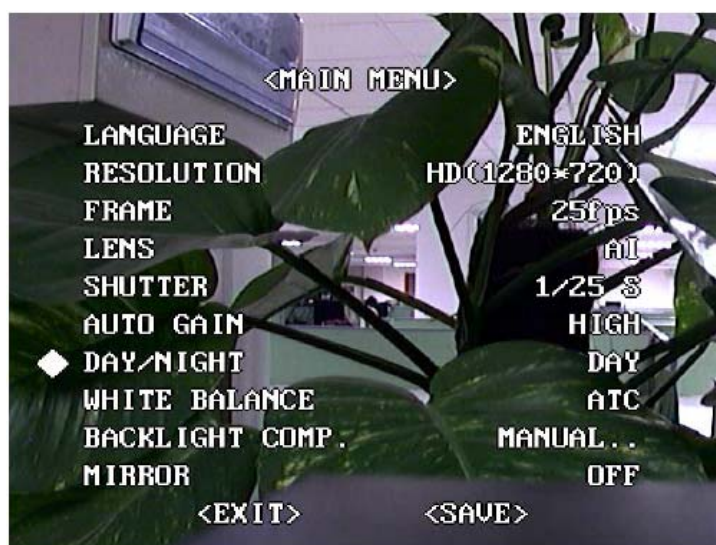 <MAIN MENU>
LANGUAGE ENGLISH
RESOLUTION HD(1280*720)
FRAME 25fps
LENS AI
SHUTTER 1/25 S
AUTO GAIN HIGH
DAY/NIGHT DAY
WHITE BALANCE ATC
BACKLIGHT COMP. MANUAL..
MIRROR OFF
<EXIT> <SAVE>